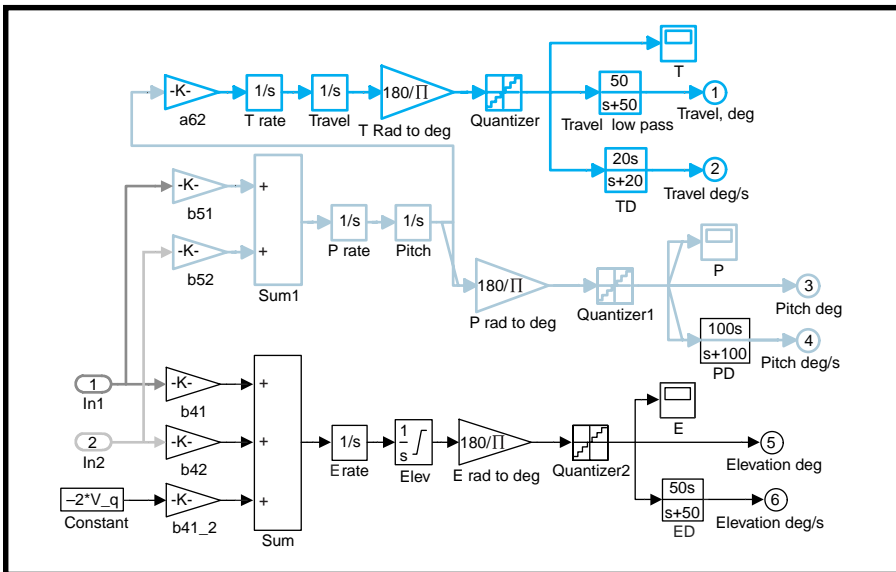 T
-K-
1/s
1/s
180/∏
50
s+50
1
a62
T rate
Travel
T Rad to deg
Quantizer
Travel low pass
Travel, deg
20s
s+20
2
TD
Travel deg/s
-K-
+
b51
1/s
1/s
-K-
+
P rate
Pitch
b52
Sum1
P
180/∏
3
P rad to deg
Quantizer1
Pitch deg
100s
s+100
4
PD
Pitch deg/s
1
-K-
+
In1
b41
E
2
-K-
+
1/s
1
s
180/∏
5
In2
b42
E rate
Elev
E rad to deg
Quantizer2
Elevation deg
–2*V_q
-K-
+
50s
s+50
6
Constant
b41_2
Sum
ED
Elevation deg/s